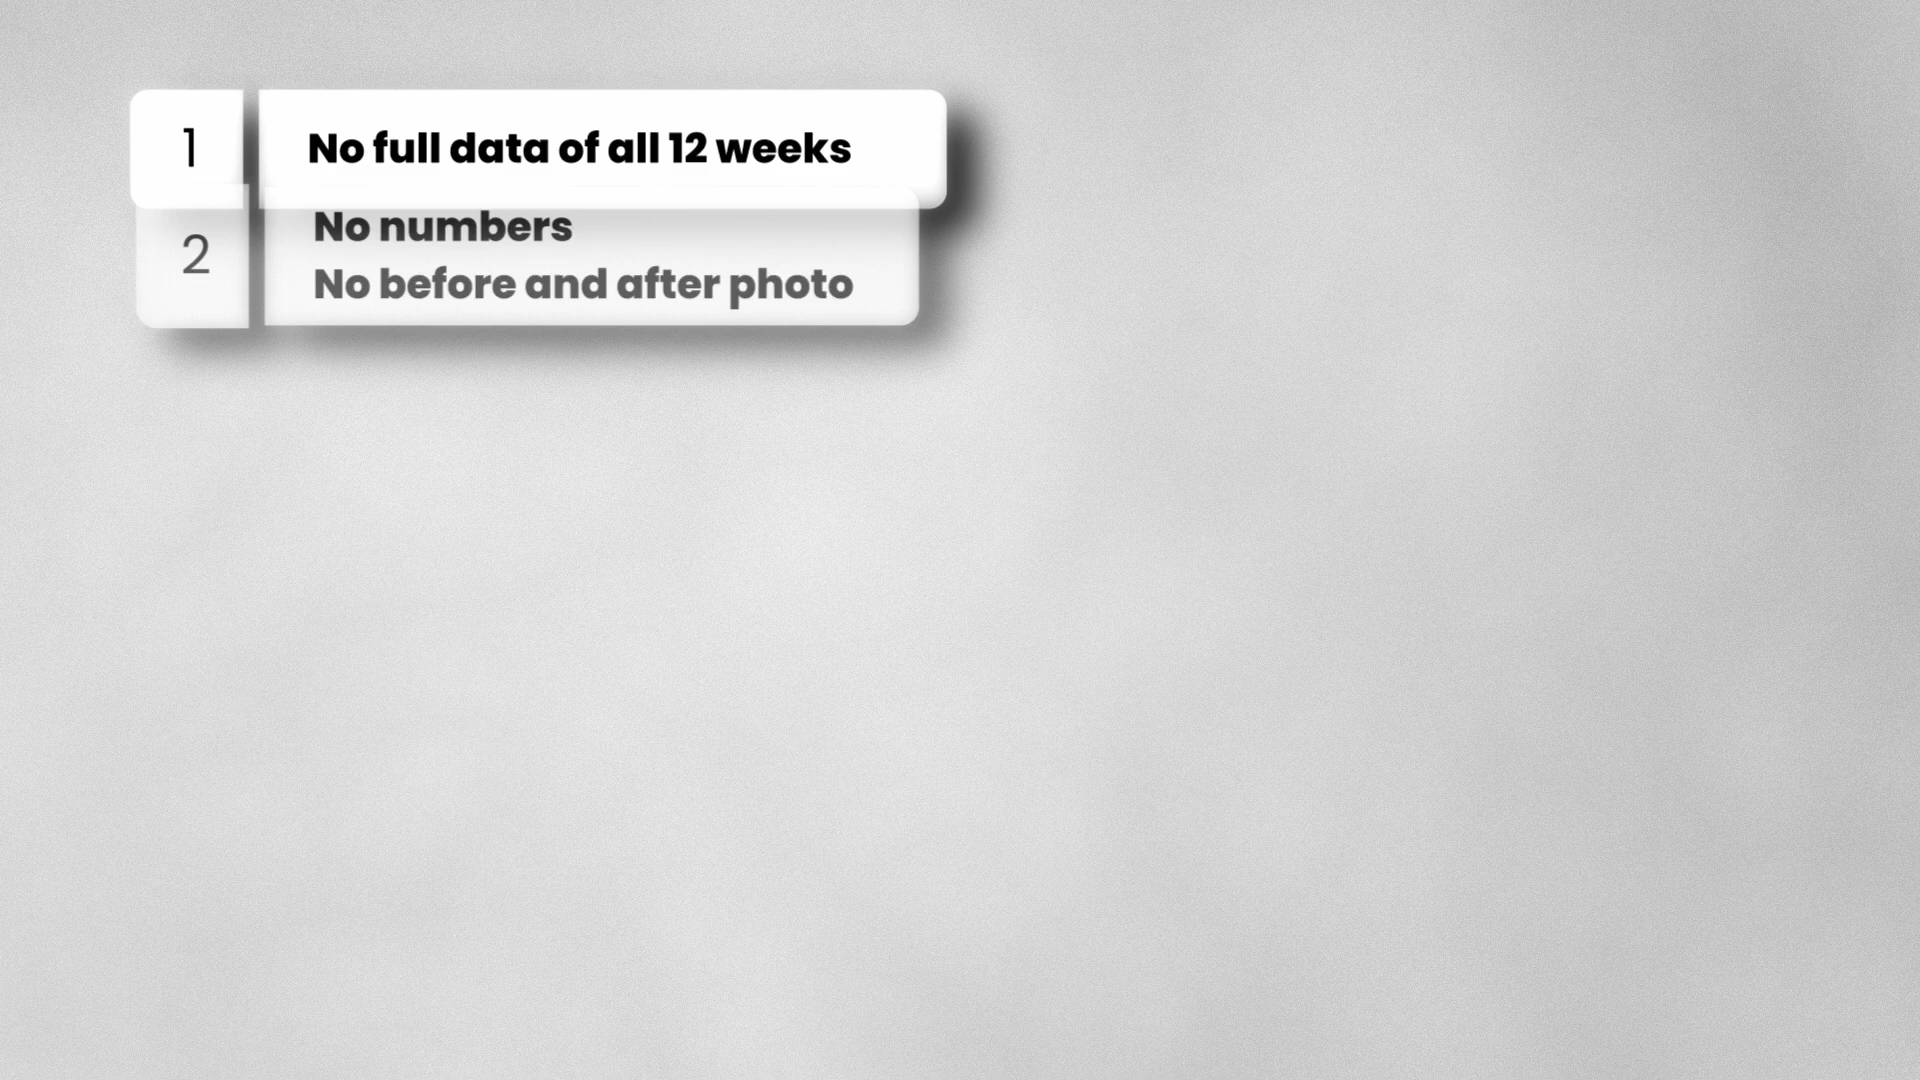 1
No full data of all 12 weeks
2
No numbers
No before and after photo